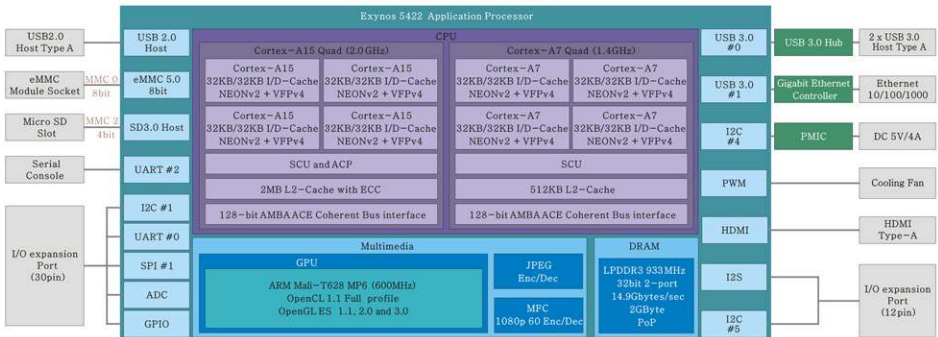 Exynos 5422 Application Processor
USB2.0
Host Type A
eMMC
Module Socket
MMC 0
8bit
Micro SD
Slot
MMC 2
4bit
Serial
Console
I/O expansion
Port
(30pin)
USB 2.0
Host
eMMC 5.0
8bit
SD3.0 Host
UART #2
I2C #1
UART #0
SPI #1
ADC
GPIO
CPU
Cortex-A15 Quad (2.0GHz)
Cortex-A15
32KB/32KB I/D-Cache
NEONv2 + VFPv4
Cortex-A15
32KB/32KB I/D-Cache
NEONv2 + VFPv4
Cortex-A15
32KB/32KB I/D-Cache
NEONv2 + VFPv4
Cortex-A15
32KB/32KB I/D-Cache
NEONv2 + VFPv4
SCU and ACP
2MB L2-Cache with ECC
128-bit AMBA ACE Coherent Bus interface
Cortex-A7 Quad (1.4GHz)
Cortex-A7
32KB/32KB I/D-Cache
NEONv2 + VFPv4
Cortex-A7
32KB/32KB I/D-Cache
NEONv2 + VFPv4
Cortex-A7
32KB/32KB I/D-Cache
NEONv2 + VFPv4
Cortex-A7
32KB/32KB I/D-Cache
NEONv2 + VFPv4
SCU
512KB L2-Cache
128-bit AMBA ACE Coherent Bus interface
Multimedia
GPU
ARM Mali-T628 MP6 (600MHz)
OpenCL 1.1 Full profile
OpenGL ES 1.1, 2.0 and 3.0
JPEG
Enc/Dec
MFC
1080p 60 Enc/Dec
DRAM
LPDDR3 933MHz
32bit 2-port
14.9Gbytes/sec
2GByte
PoP
USB 3.0
#0
USB 3.0
#1
I2C
#4
PWM
HDMI
I2S
I2C
#5
USB 3.0 Hub
Gigabit Ethernet
Controller
PMIC
2 x USB 3.0
Host Type A
Ethernet
10/100/1000
DC 5V/4A
Cooling Fan
HDMI
Type-A
I/O expansion
Port
(12pin)